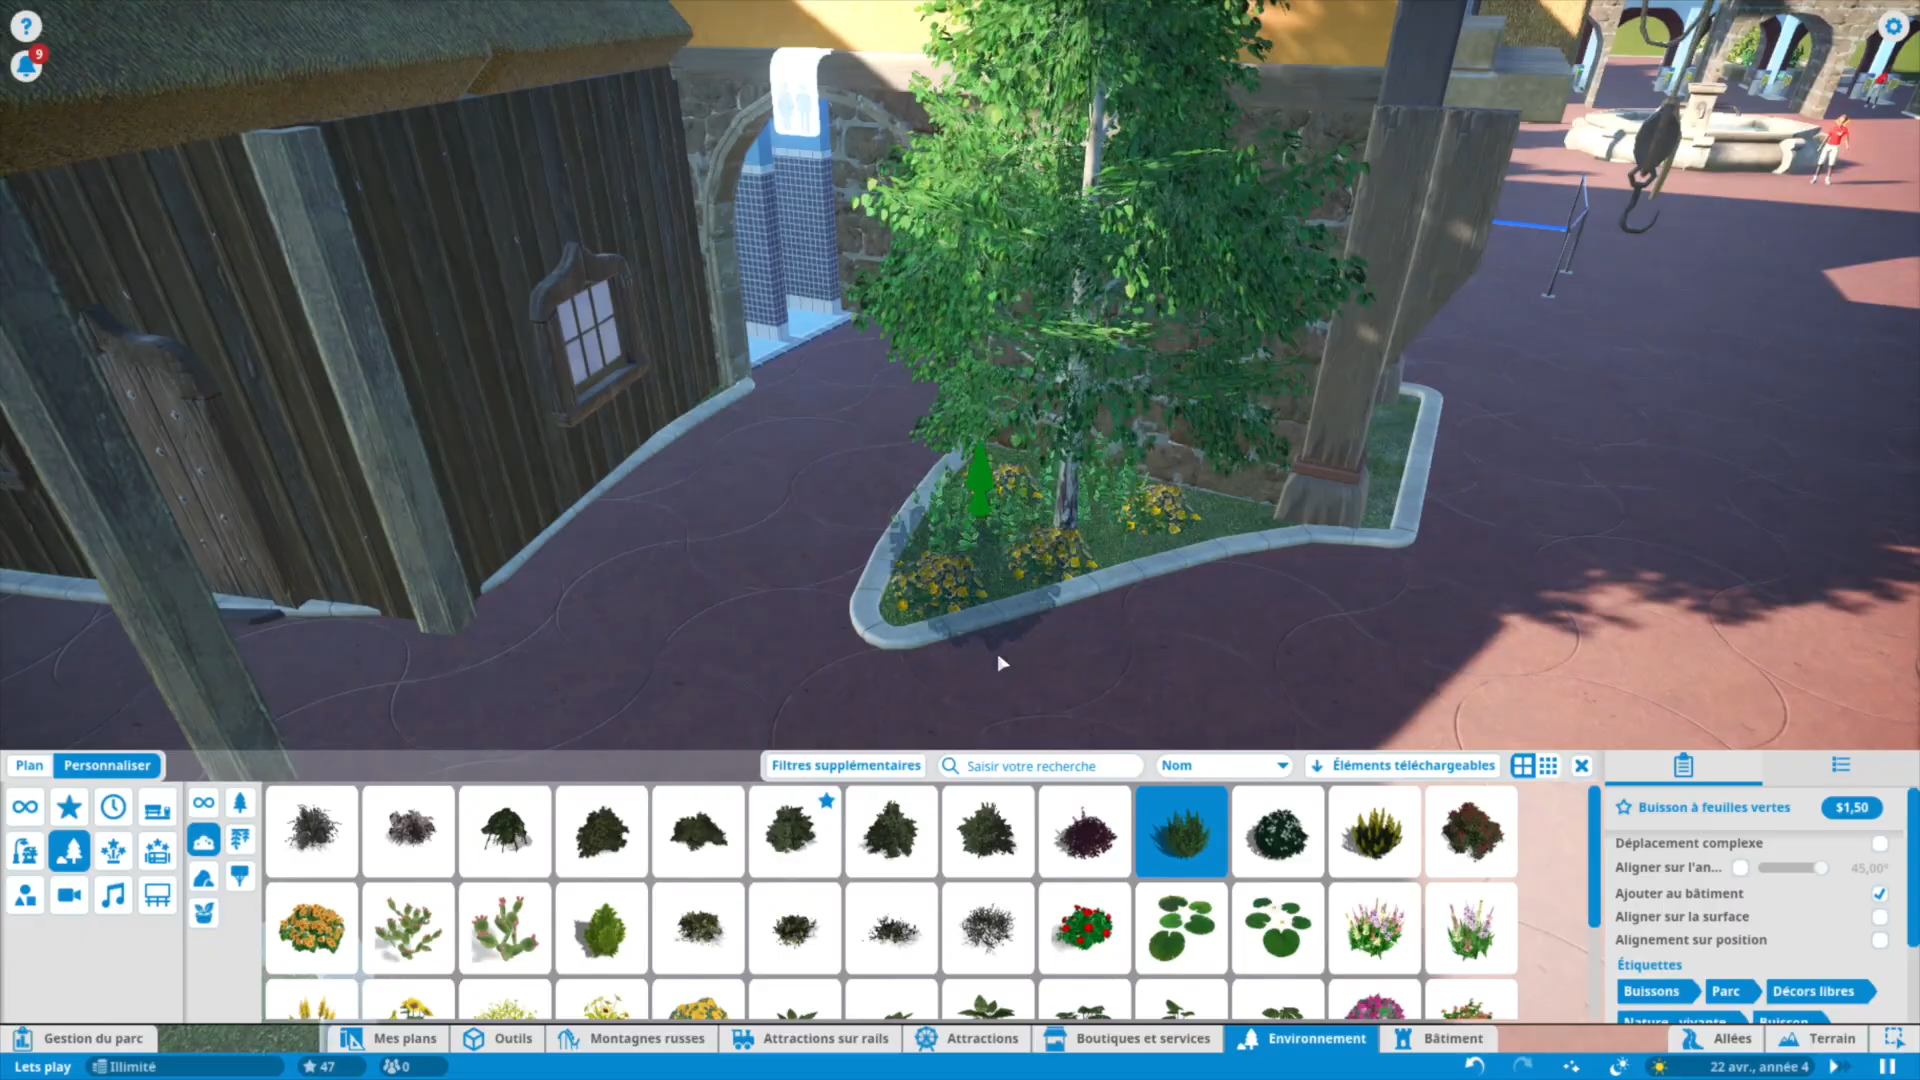 ?
9
Plan Personnaliser
Filtres supplémentaires
Saisir votre recherche
Nom
Éléments téléchargeables
Buisson à feuilles vertes $1,50
Déplacement complexe
Aligner sur l'an... 45,00°
Ajouter au bâtiment
Aligner sur la surface
Alignement sur position
Étiquettes
Buissons Parc Décors libres
Nature - vivante Buisson
Gestion du parc Mes plans Outils Montagnes russes Attractions sur rails Attractions Boutiques et services Environnement Bâtiment Allées Terrain
Lets play Illimité 47 0 22 avr., année 4